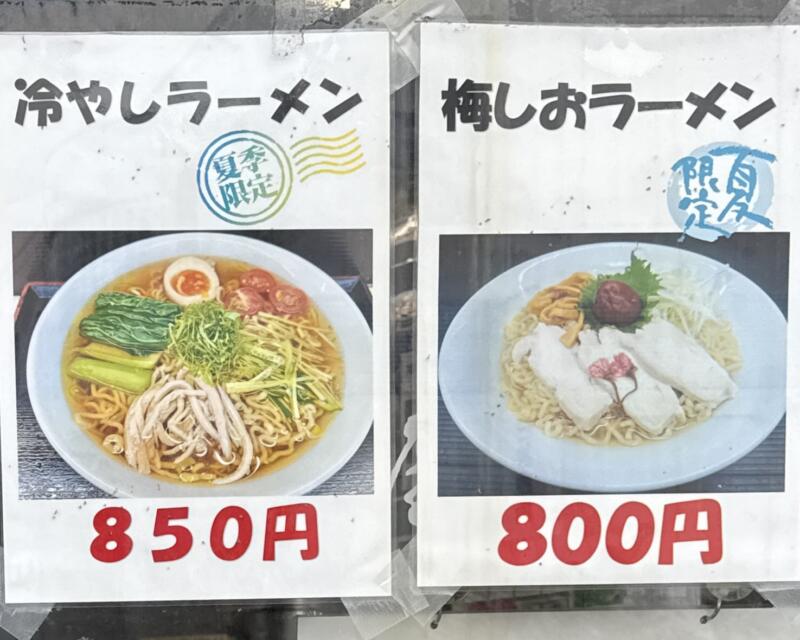 冷やしラーメン
夏季
限定
850円
梅しおラーメン
夏
限定
800円